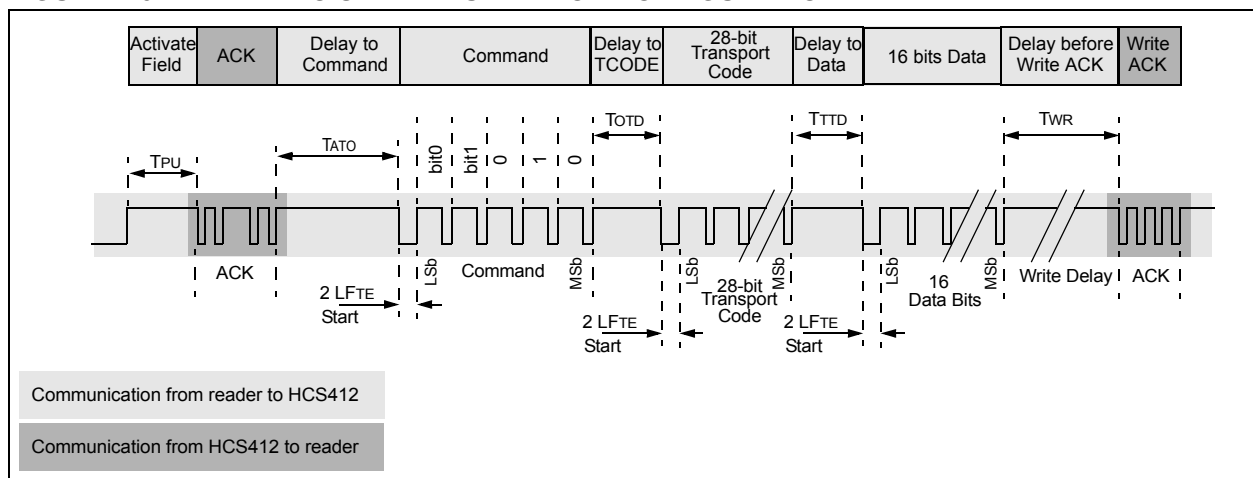 Activate
Field
ACK
Delay to
Command
Command
Delay to
TCODE
28-bit
Transport
Code
Delay to
Data
16 bits Data
Delay before
Write ACK
Write
ACK
TPU
TATO
bit0
bit1
0
1
0
TOTD
TTTD
TWR
ACK
LSb
Command
MSb
LSb
28-bit
Transport
Code
MSb
LSb
16
Data Bits
MSb
Write Delay
ACK
2 LFTE
Start
2 LFTE
Start
2 LFTE
Start
Communication from reader to HCS412
Communication from HCS412 to reader